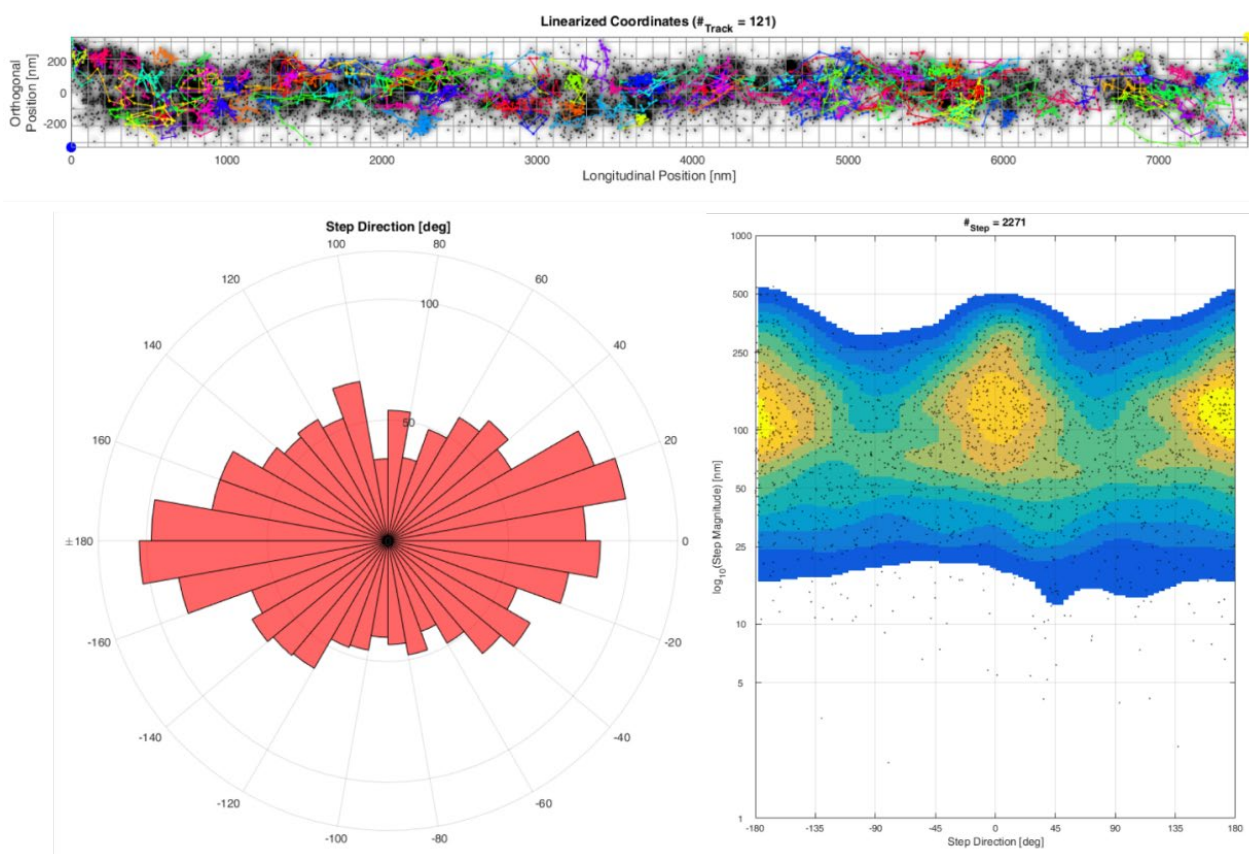 Linearized Coordinates (#Track = 121)
Orthogonal
Position [nm]
200
0
-200
0 1000 2000 3000 4000 5000 6000 7000
Longitudinal Position [nm]
Step Direction [deg]
100 80
120 60
100
140 40
50
160 20
±180 0
-160 -20
-140 -40
-120 -60
-100 -80
#Step = 2271
log10(Step Magnitude) [nm]
1000
500
250
100
50
25
10
5
1
-180 -135 -90 -45 0 45 90 135 180
Step Direction [deg]